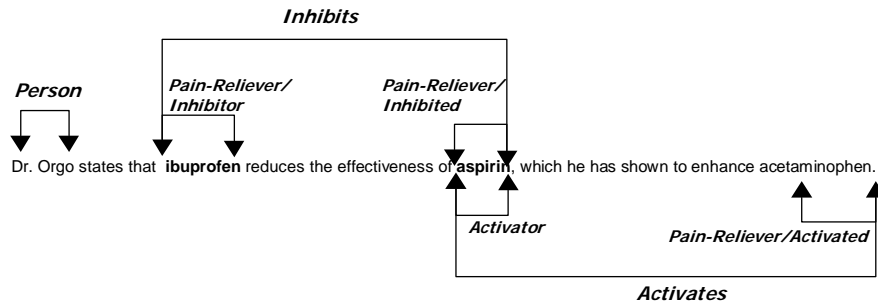 Inhibits
Person
Pain-Reliever/
Inhibitor
Pain-Reliever/
Inhibited
Dr. Orgo states that ibuprofen reduces the effectiveness of aspirin, which he has shown to enhance acetaminophen.
Activator
Pain-Reliever/Activated
Activates